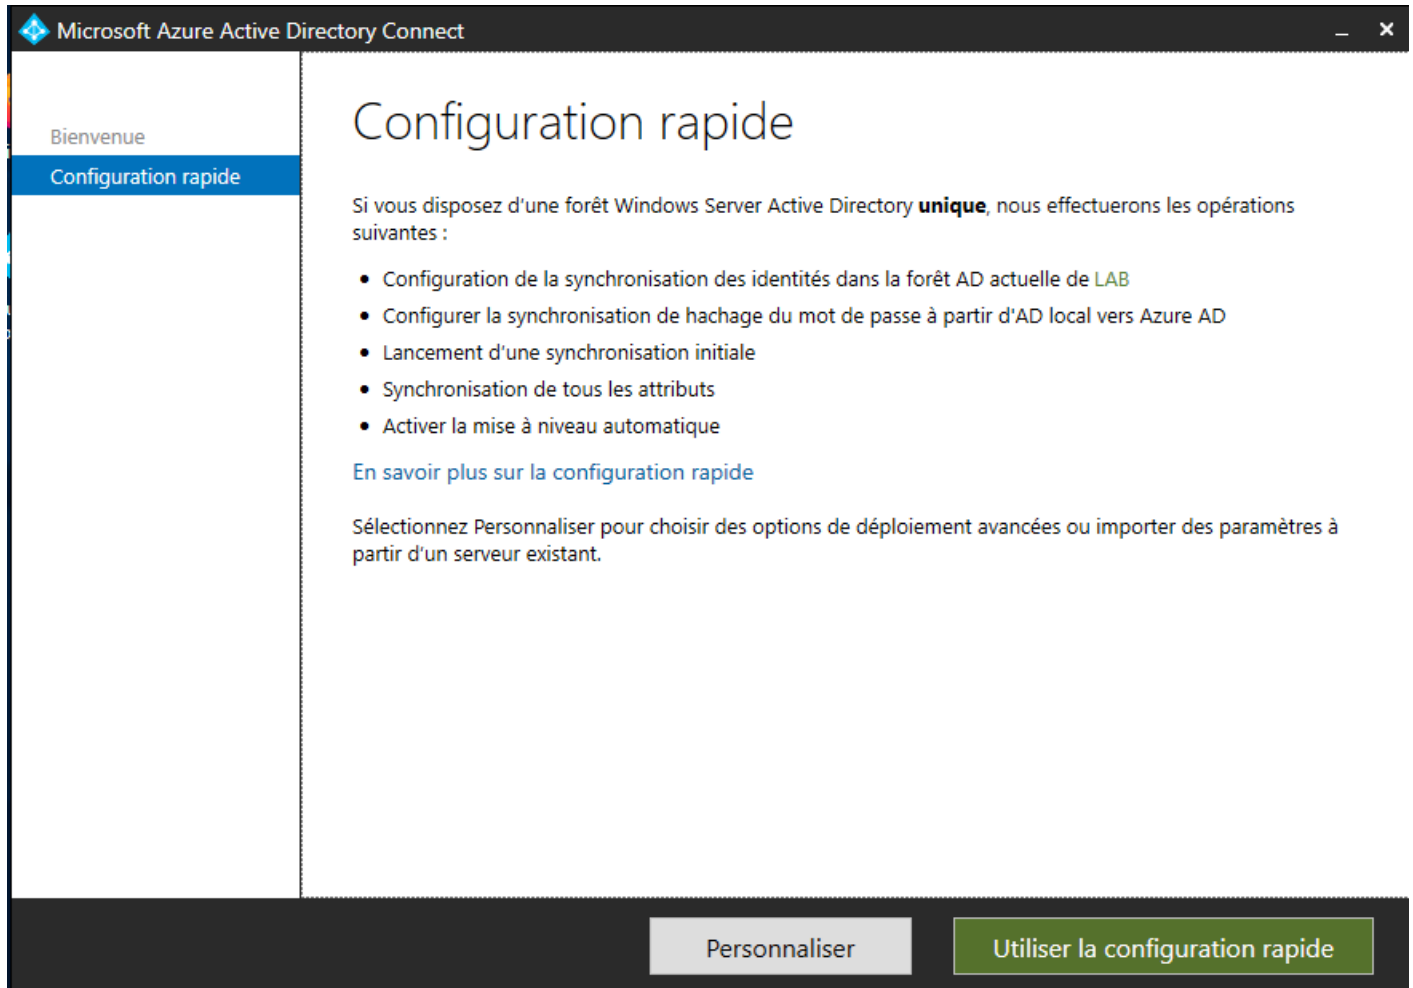 Microsoft Azure Active Directory Connect
Bienvenue
Configuration rapide
Configuration rapide
Si vous disposez d'une forêt Windows Server Active Directory unique, nous effectuerons les opérations
suivantes :
• Configuration de la synchronisation des identités dans la forêt AD actuelle de LAB
• Configurer la synchronisation de hachage du mot de passe à partir d'AD local vers Azure AD
• Lancement d'une synchronisation initiale
• Synchronisation de tous les attributs
• Activer la mise à niveau automatique
En savoir plus sur la configuration rapide
Sélectionnez Personnaliser pour choisir des options de déploiement avancées ou importer des paramètres à
partir d'un serveur existant.
Personnaliser
Utiliser la configuration rapide